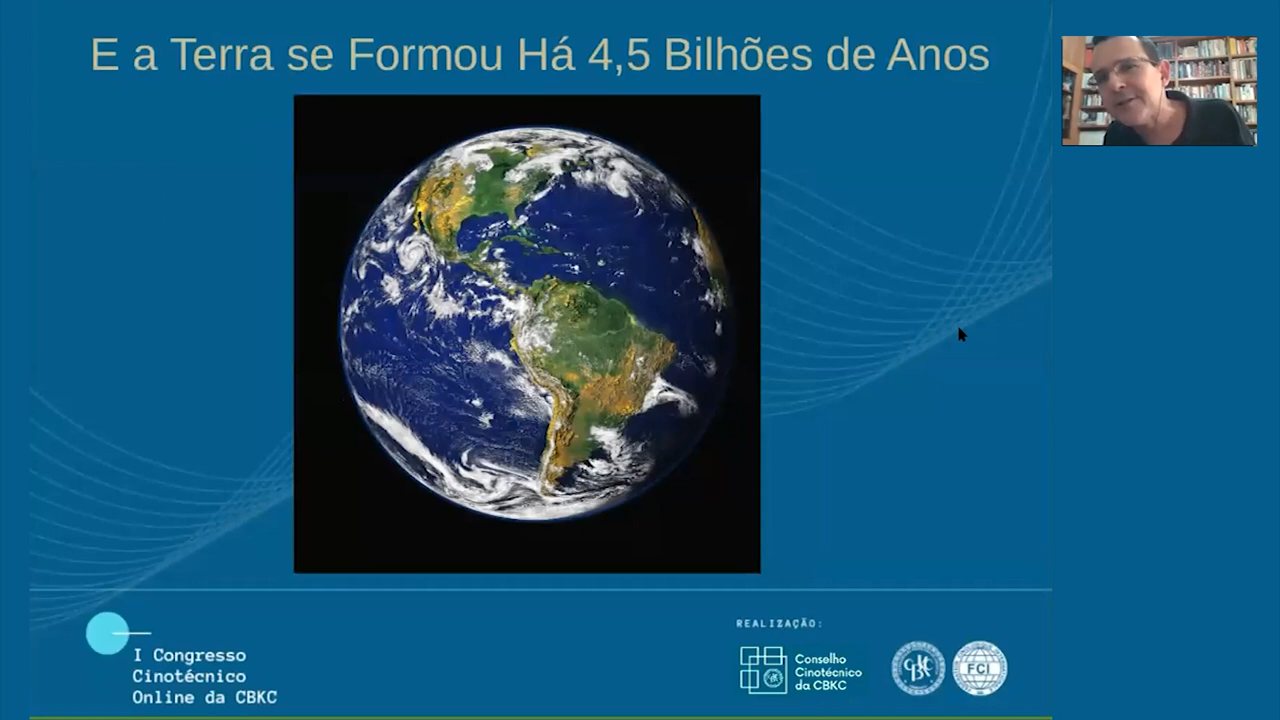 E a Terra se Formou Há 4,5 Bilhões de Anos
I Congresso
Cinotécnico
Online da CBKC
REALIZAÇÃO:
Conselho
Cinotécnico
da CBKC
FCI